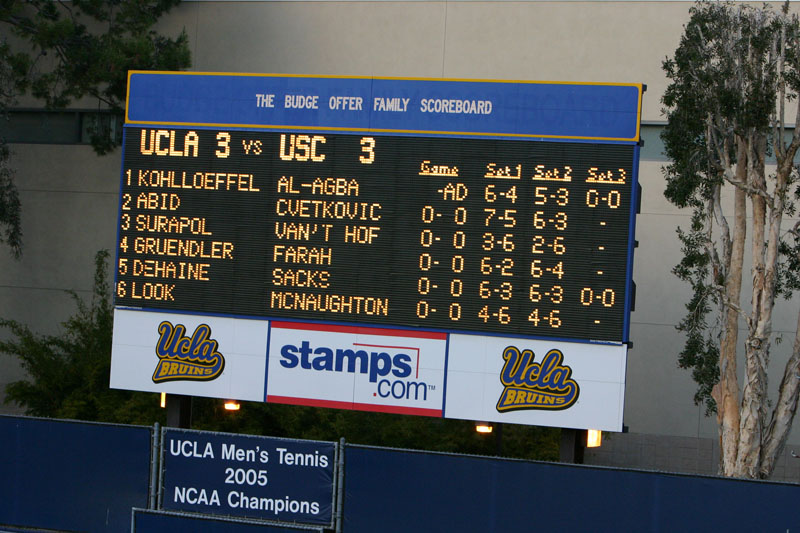 THE BUDGE OFFER FAMILY SCOREBOARD
UCLA 3 vs USC 3
Game Set 1 Set 2 Set 3
1 KOHLLOEFFEL AL-AGBA -AD 6-4 5-3 0-0
2 ABID CVETKOVIC 0-0 7-5 6-3 -
3 SURAPOL VAN'T HOF 0-0 3-6 2-6 -
4 GRUENDLER FARAH 0-0 6-2 6-4 -
5 DEHAINE SACKS 0-0 6-3 6-3 0-0
6 LOOK MCNAUGHTON 0-0 4-6 4-6 -
Ucla BRUINS
stamps.com™
Ucla BRUINS
UCLA Men's Tennis
2005
NCAA Champions